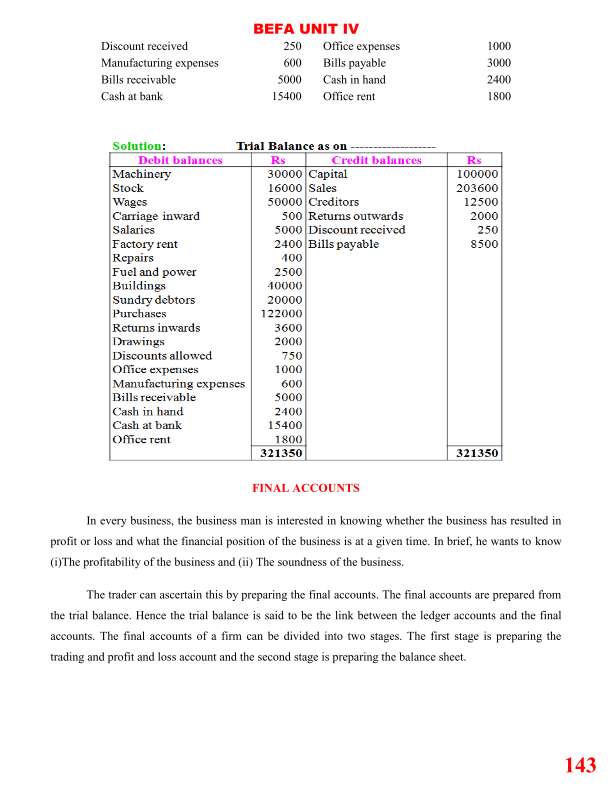 BEFA UNIT IV
Discount received 250 Office expenses 1000
Manufacturing expenses 600 Bills payable 3000
Bills receivable 5000 Cash in hand 2400
Cash at bank 15400 Office rent 1800
Solution: Trial Balance as on -------------------
Debit balances Rs Credit balances Rs
Machinery 30000 Capital 100000
Stock 16000 Sales 203600
Wages 50000 Creditors 12500
Carriage inward 500 Returns outwards 2000
Salaries 5000 Discount received 250
Factory rent 2400 Bills payable 8500
Repairs 400
Fuel and power 2500
Buildings 40000
Sundry debtors 20000
Purchases 122000
Returns inwards 3600
Drawings 2000
Discounts allowed 750
Office expenses 1000
Manufacturing expenses 600
Bills receivable 5000
Cash in hand 2400
Cash at bank 15400
Office rent 1800
321350 321350
FINAL ACCOUNTS
In every business, the business man is interested in knowing whether the business has resulted in
profit or loss and what the financial position of the business is at a given time. In brief, he wants to know
(i)The profitability of the business and (ii) The soundness of the business.
The trader can ascertain this by preparing the final accounts. The final accounts are prepared from
the trial balance. Hence the trial balance is said to be the link between the ledger accounts and the final
accounts. The final accounts of a firm can be divided into two stages. The first stage is preparing the
trading and profit and loss account and the second stage is preparing the balance sheet.
143